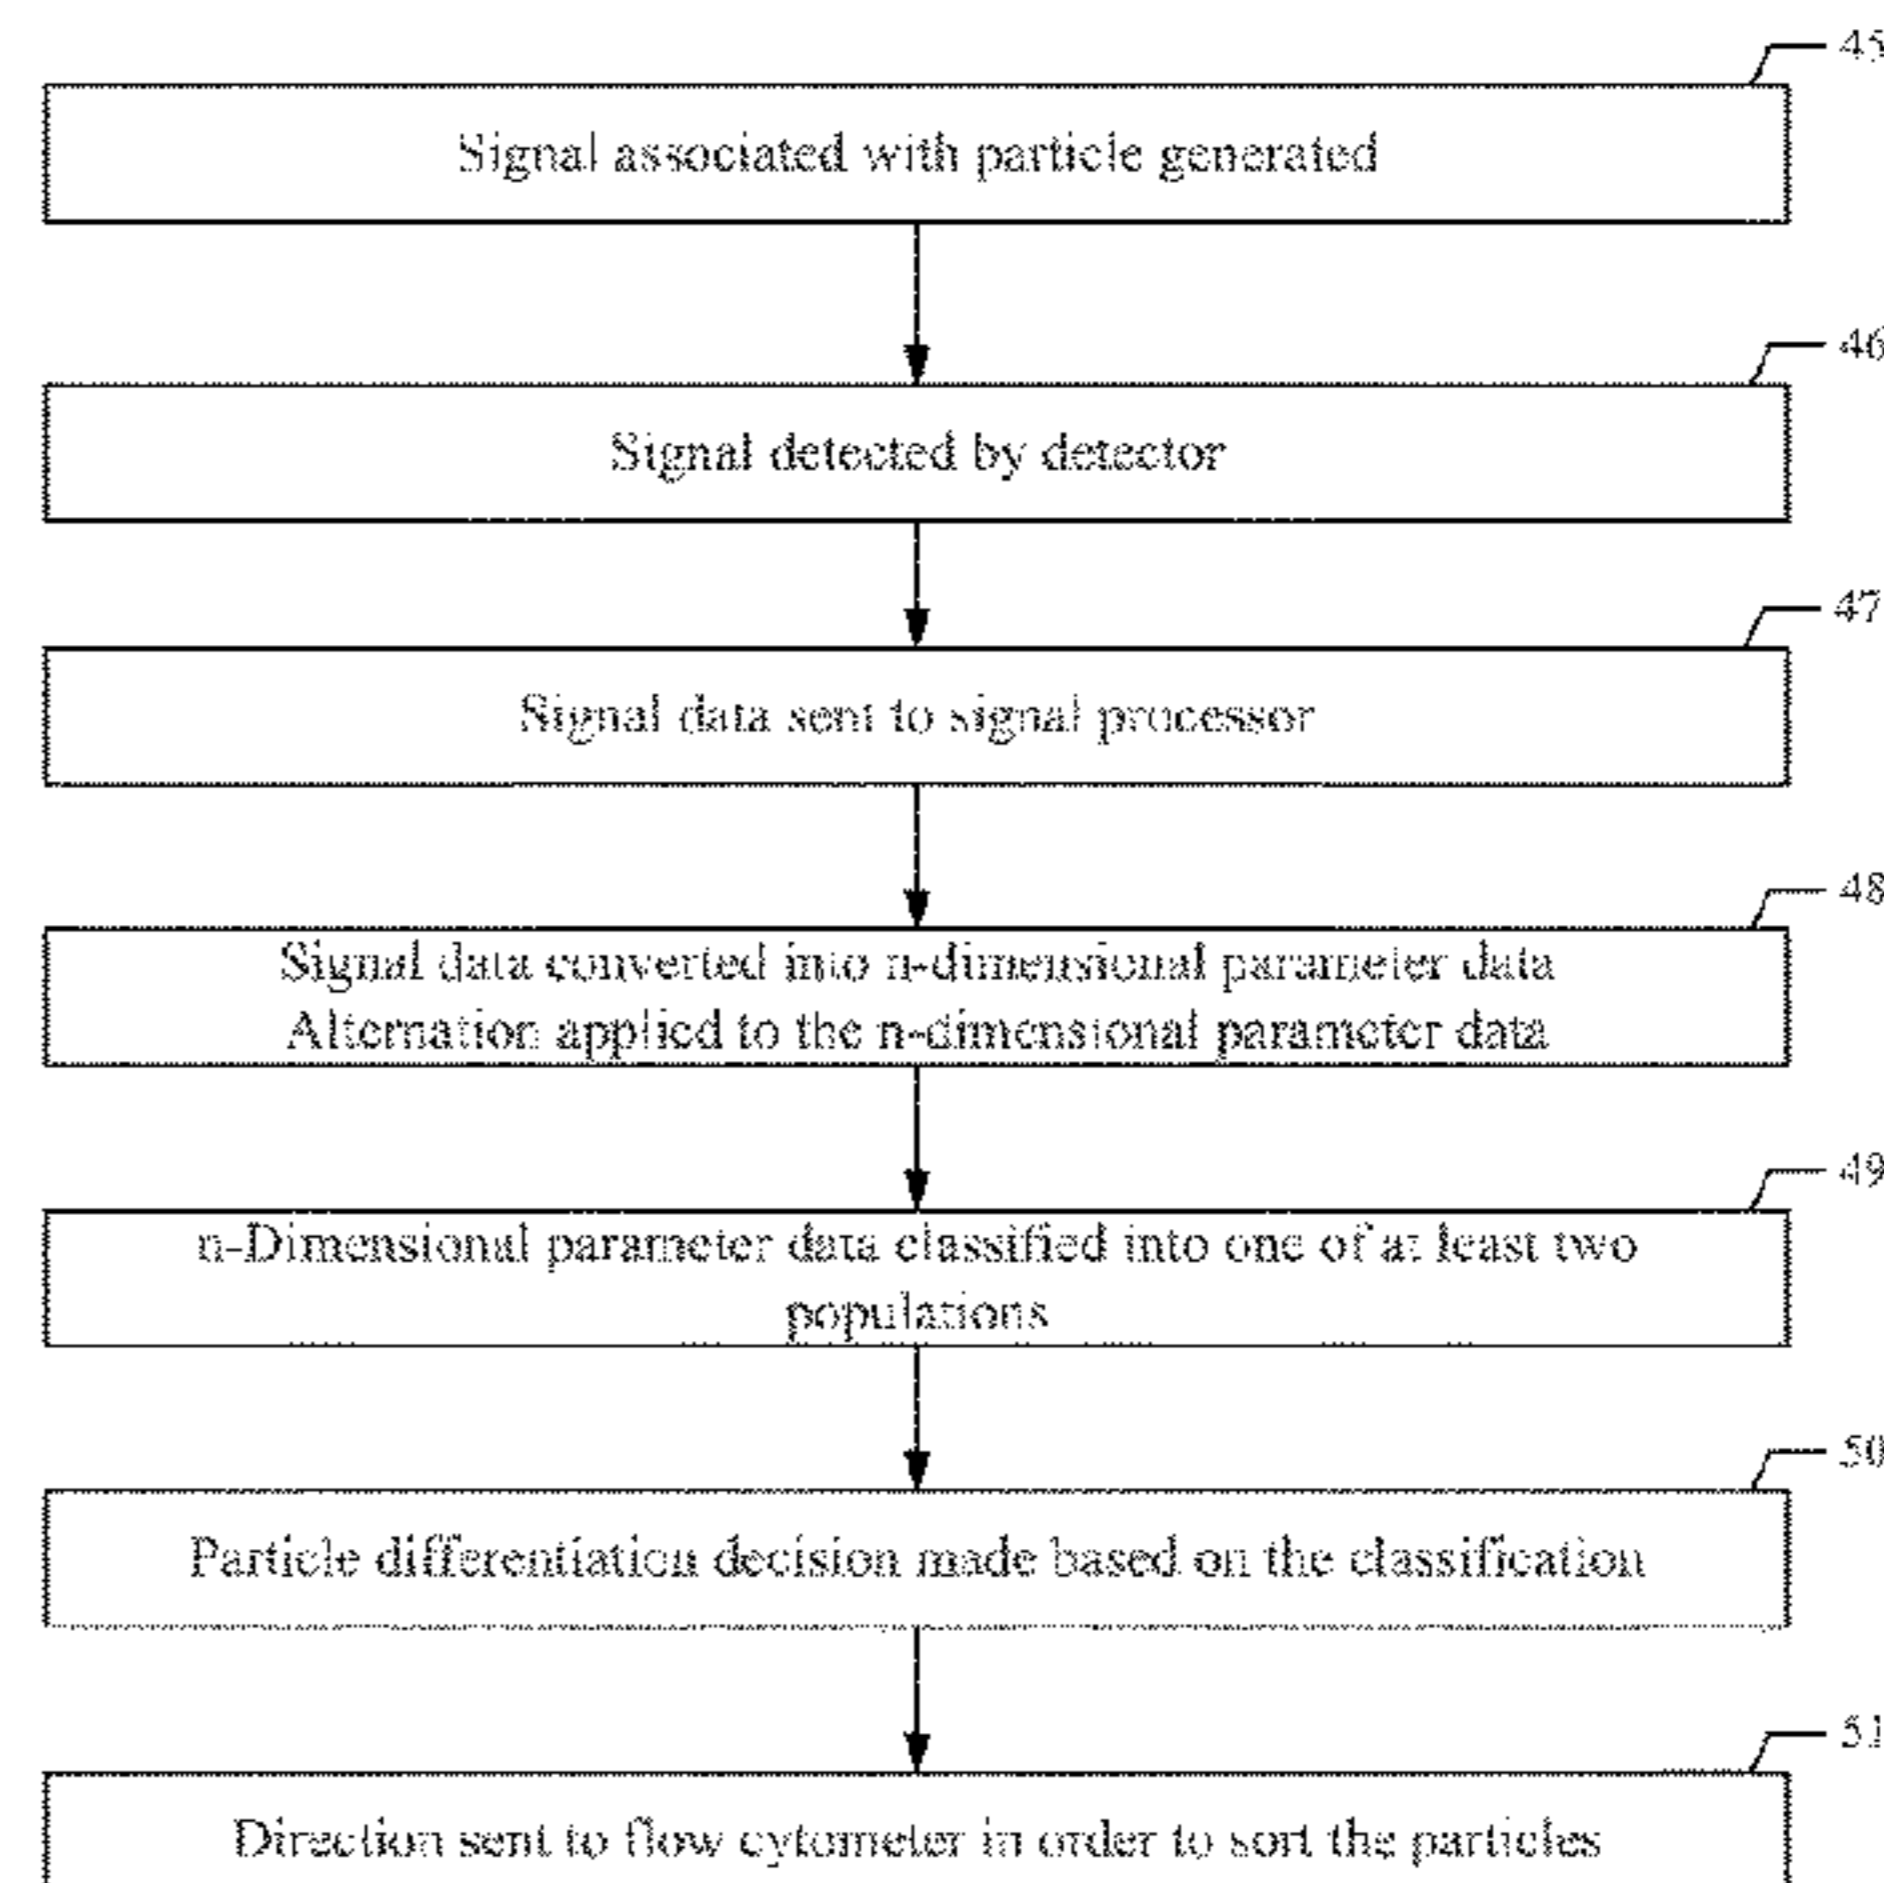 45
Signal associated with particle generated
46
Signal detected by detector
47
Signal data sent to signal processor
48
Signal data converted into n-dimensional parameter data
Alternation applied to the n-dimensional parameter data
49
n-Dimensional parameter data classified into one of at least two
populations
50
Particle differentiation decision made based on the classification
51
Direction sent to flow cytometer in order to sort the particles